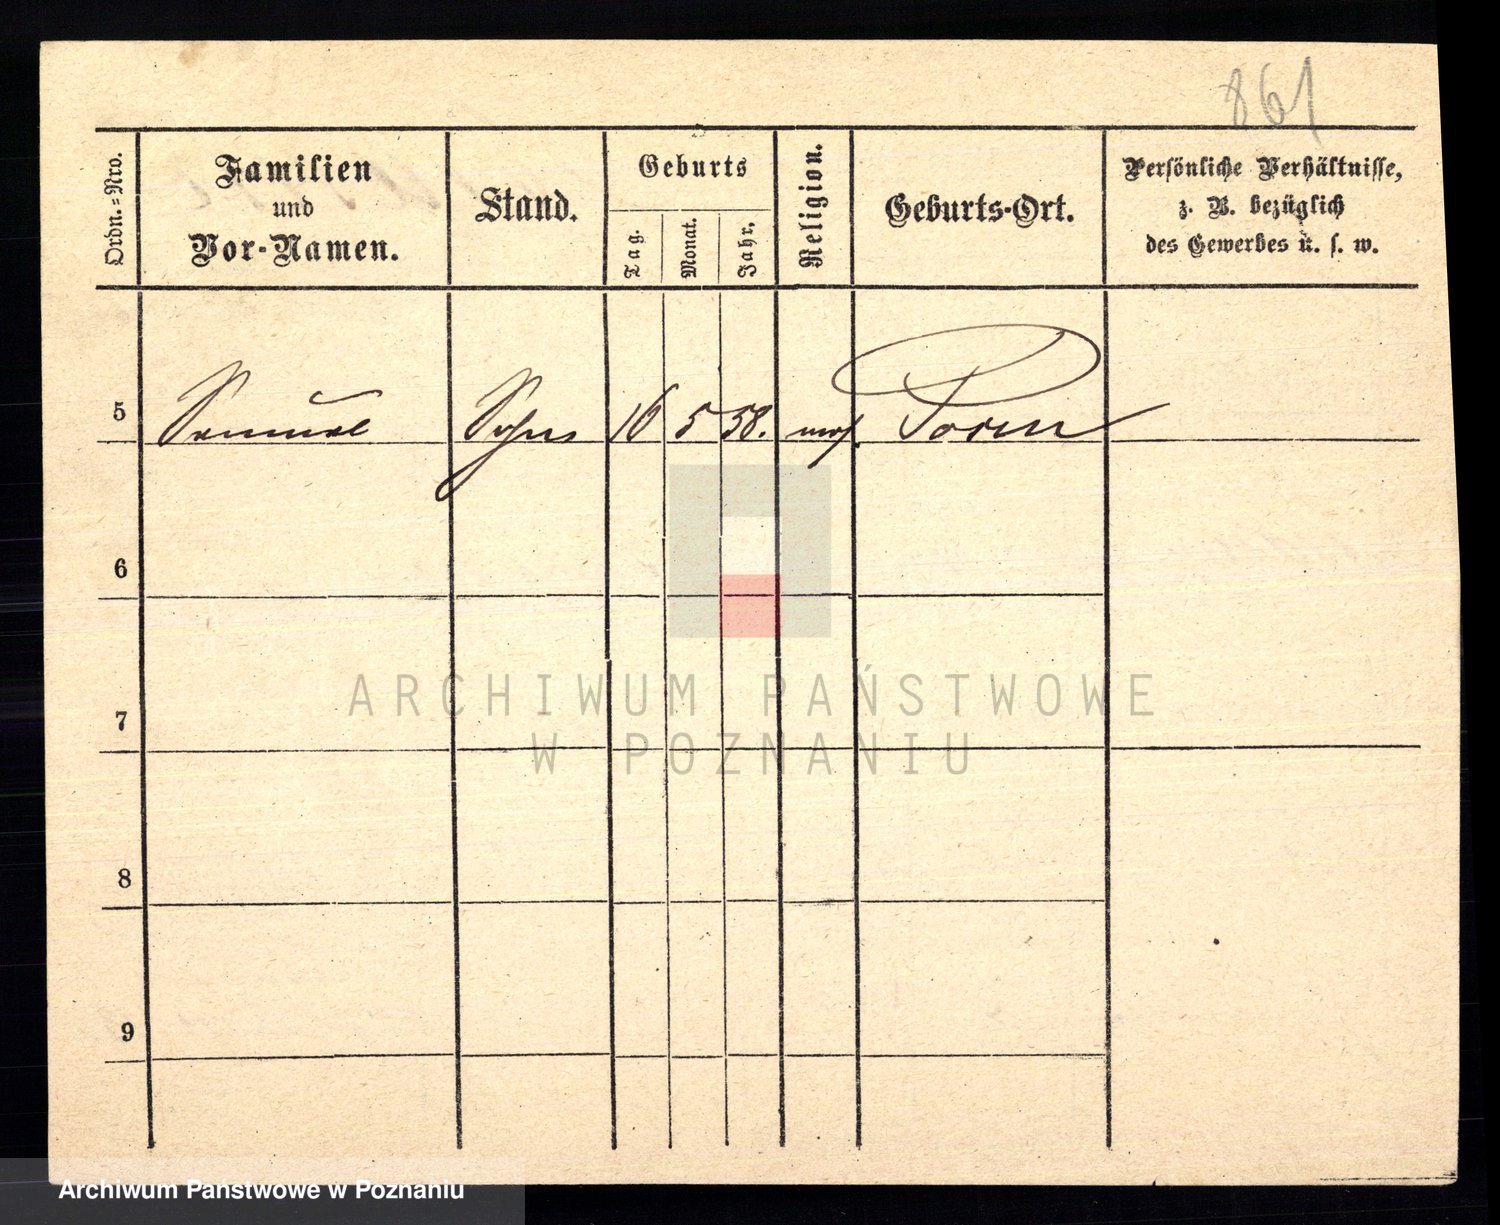 861
Ordn.-Nro.
Familien
und
Vor-Namen.
Stand.
Geburts
Tag.
Monat.
Jahr.
Religion.
Geburts-Ort.
Persönliche Verhältnisse,
z. B. bezüglich
des Gewerbes u. s. w.
5 Samuel Sohn 16 5 58. mos. Posen
6
7
8
9
ARCHIWUM PAŃSTWOWE
W POZNANIU
Archiwum Państwowe w Poznaniu